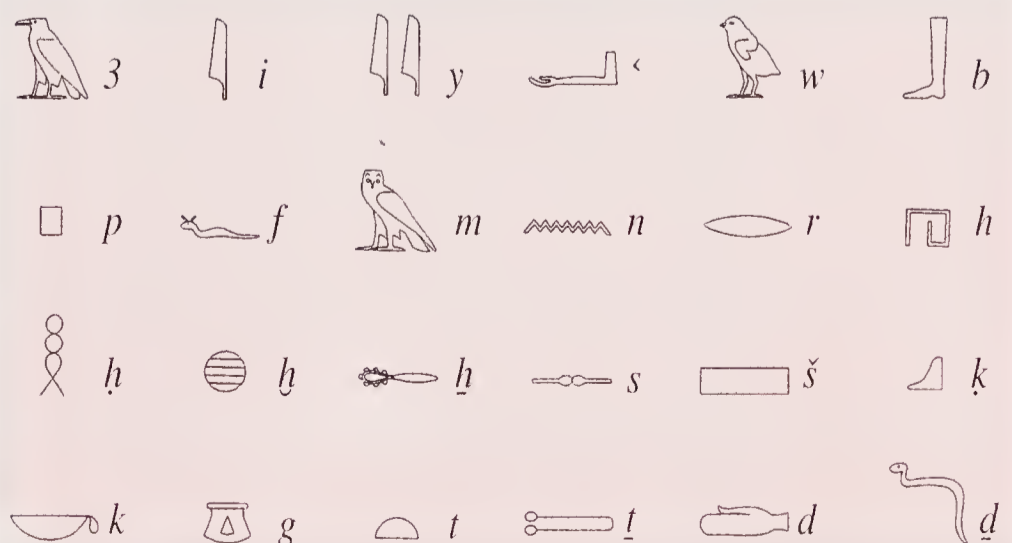 3 i y ʿ w b
p f m n r h
ḥ ḫ ẖ s š ḳ
k g t ṯ d ḏ